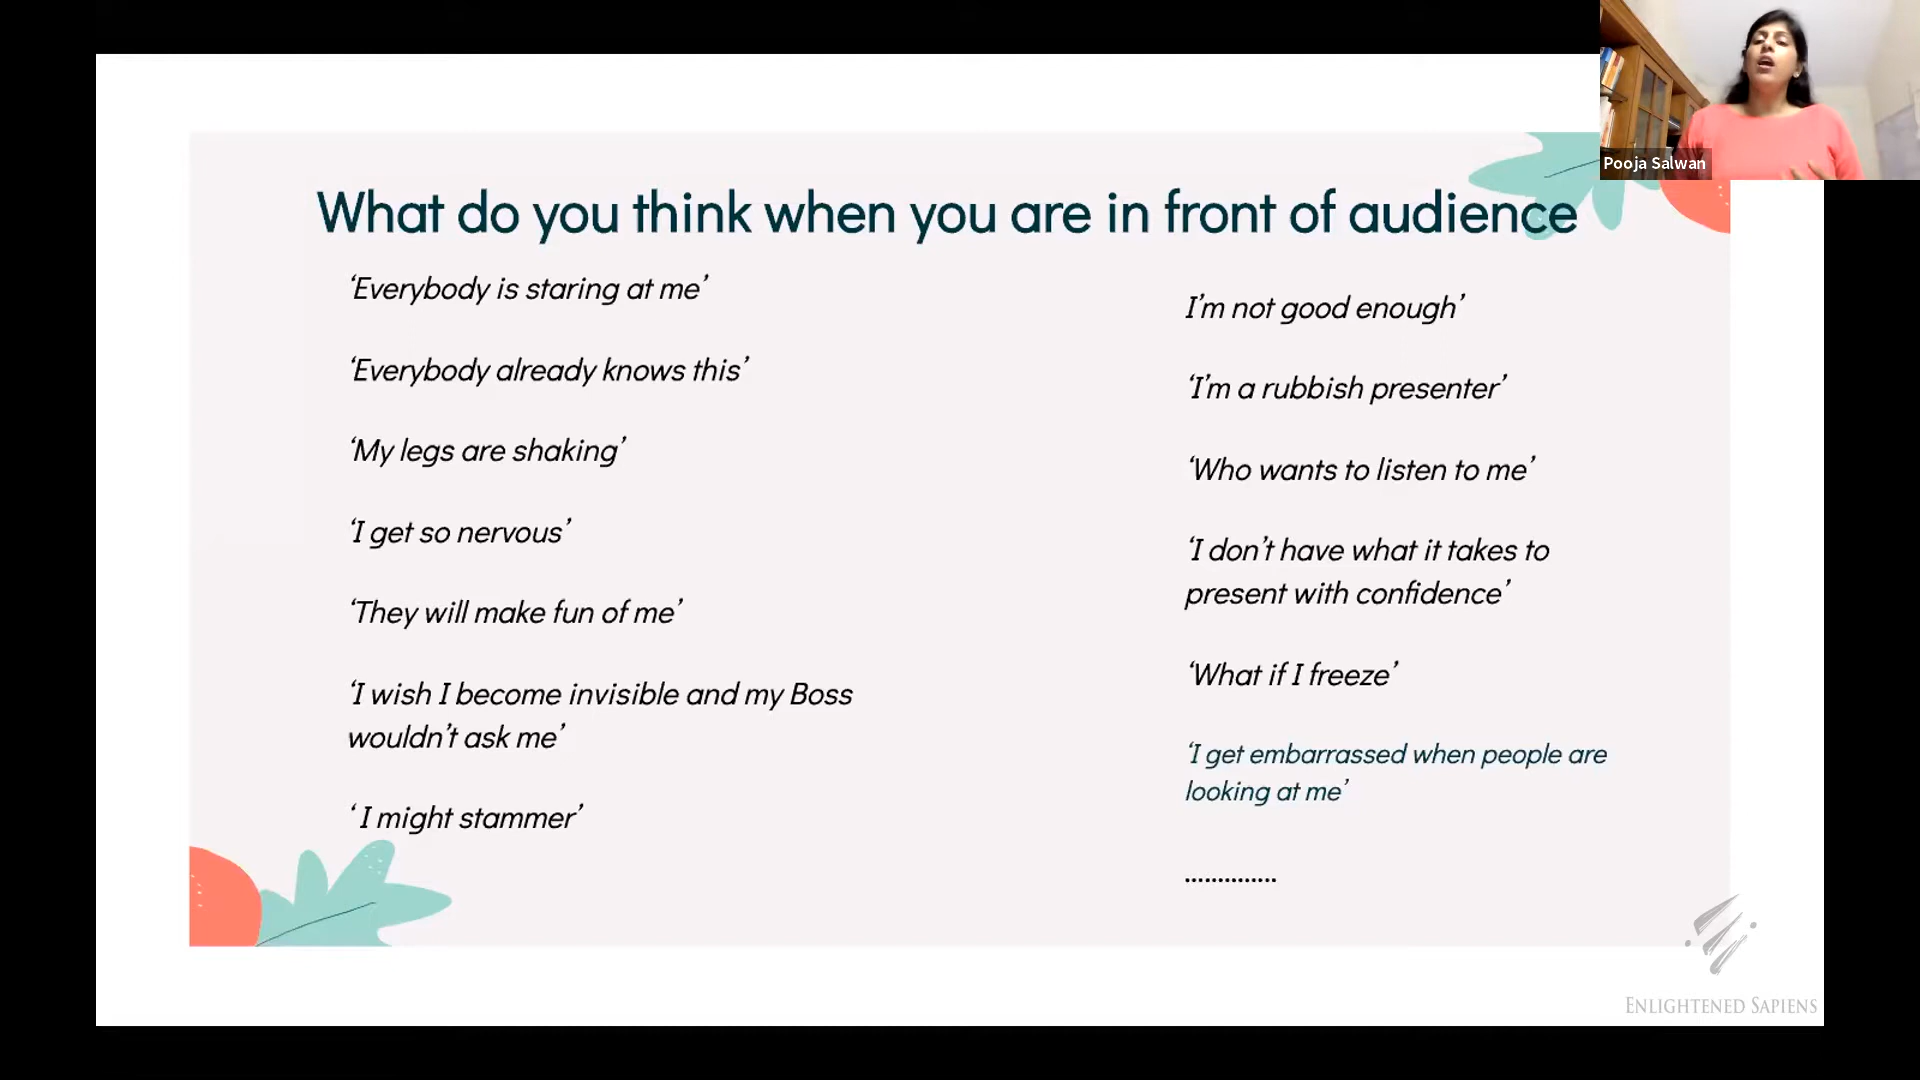 Pooja Salwan
What do you think when you are in front of audience
‘Everybody is staring at me’
‘Everybody already knows this’
‘My legs are shaking’
‘I get so nervous’
‘They will make fun of me’
‘I wish I become invisible and my Boss
wouldn’t ask me’
‘ I might stammer’
I’m not good enough’
‘I’m a rubbish presenter’
‘Who wants to listen to me’
‘I don’t have what it takes to
present with confidence’
‘What if I freeze’
‘I get embarrassed when people are
looking at me’
..............
ENLIGHTENED SAPIENS